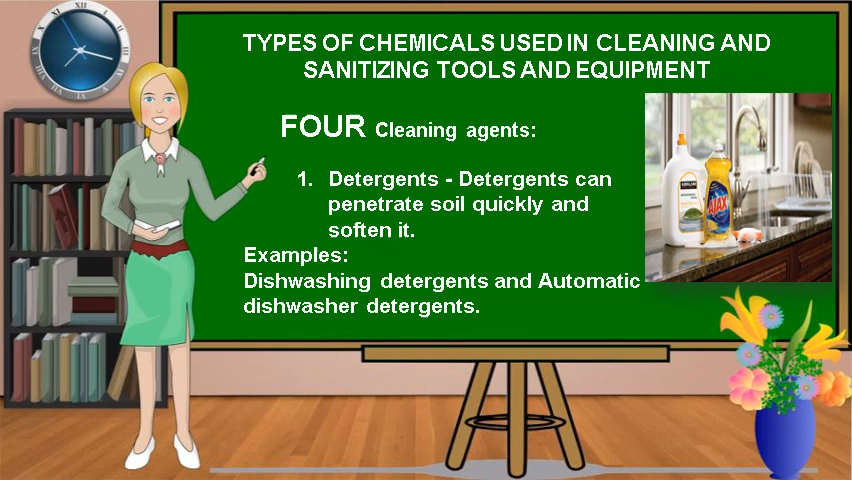 TYPES OF CHEMICALS USED IN CLEANING AND
SANITIZING TOOLS AND EQUIPMENT
FOUR Cleaning agents:
1. Detergents - Detergents can
penetrate soil quickly and
soften it.
Examples:
Dishwashing detergents and Automatic
dishwasher detergents.
AJAX